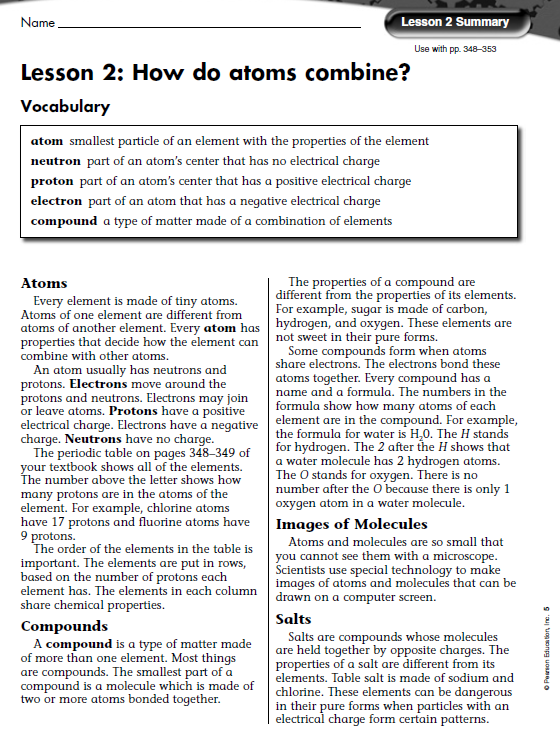 Name
Lesson 2 Summary
Use with pp. 348–353
Lesson 2: How do atoms combine?
Vocabulary
atom smallest particle of an element with the properties of the element
neutron part of an atom's center that has no electrical charge
proton part of an atom's center that has a positive electrical charge
electron part of an atom that has a negative electrical charge
compound a type of matter made of a combination of elements
Atoms
Every element is made of tiny atoms.
Atoms of one element are different from
atoms of another element. Every atom has
properties that decide how the element can
combine with other atoms.
An atom usually has neutrons and
protons. Electrons move around the
protons and neutrons. Electrons may join
or leave atoms. Protons have a positive
electrical charge. Electrons have a negative
charge. Neutrons have no charge.
The periodic table on pages 348–349 of
your textbook shows all of the elements.
The number above the letter shows how
many protons are in the atoms of the
element. For example, chlorine atoms
have 17 protons and fluorine atoms have
9 protons.
The order of the elements in the table is
important. The elements are put in rows,
based on the number of protons each
element has. The elements in each column
share chemical properties.
Compounds
A compound is a type of matter made
of more than one element. Most things
are compounds. The smallest part of a
compound is a molecule which is made of
two or more atoms bonded together.
The properties of a compound are
different from the properties of its elements.
For example, sugar is made of carbon,
hydrogen, and oxygen. These elements are
not sweet in their pure forms.
Some compounds form when atoms
share electrons. The electrons bond these
atoms together. Every compound has a
name and a formula. The numbers in the
formula show how many atoms of each
element are in the compound. For example,
the formula for water is H₂0. The H stands
for hydrogen. The 2 after the H shows that
a water molecule has 2 hydrogen atoms.
The O stands for oxygen. There is no
number after the O because there is only 1
oxygen atom in a water molecule.
Images of Molecules
Atoms and molecules are so small that
you cannot see them with a microscope.
Scientists use special technology to make
images of atoms and molecules that can be
drawn on a computer screen.
Salts
Salts are compounds whose molecules
are held together by opposite charges. The
properties of a salt are different from its
elements. Table salt is made of sodium and
chlorine. These elements can be dangerous
in their pure forms when particles with an
electrical charge form certain patterns.
© Pearson Education, Inc. 5